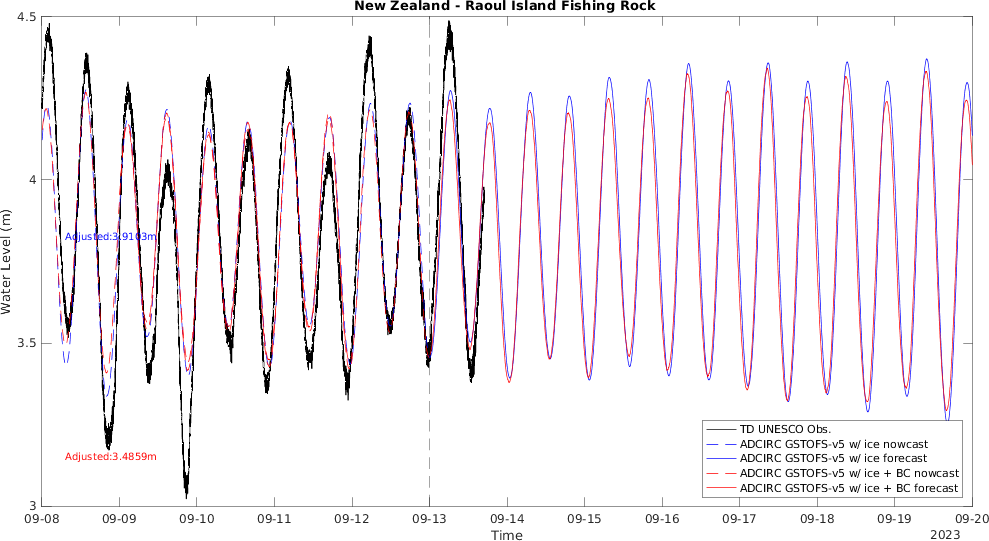 New Zealand - Raoul Island Fishing Rock
4.5
4
3.5
3
Water Level (m)
Adjusted:3.9103m
Adjusted:3.4859m
TD UNESCO Obs.
ADCIRC GSTOFS-v5 w/ ice nowcast
ADCIRC GSTOFS-v5 w/ ice forecast
ADCIRC GSTOFS-v5 w/ ice + BC nowcast
ADCIRC GSTOFS-v5 w/ ice + BC forecast
09-08 09-09 09-10 09-11 09-12 09-13 09-14 09-15 09-16 09-17 09-18 09-19 09-20
Time
2023